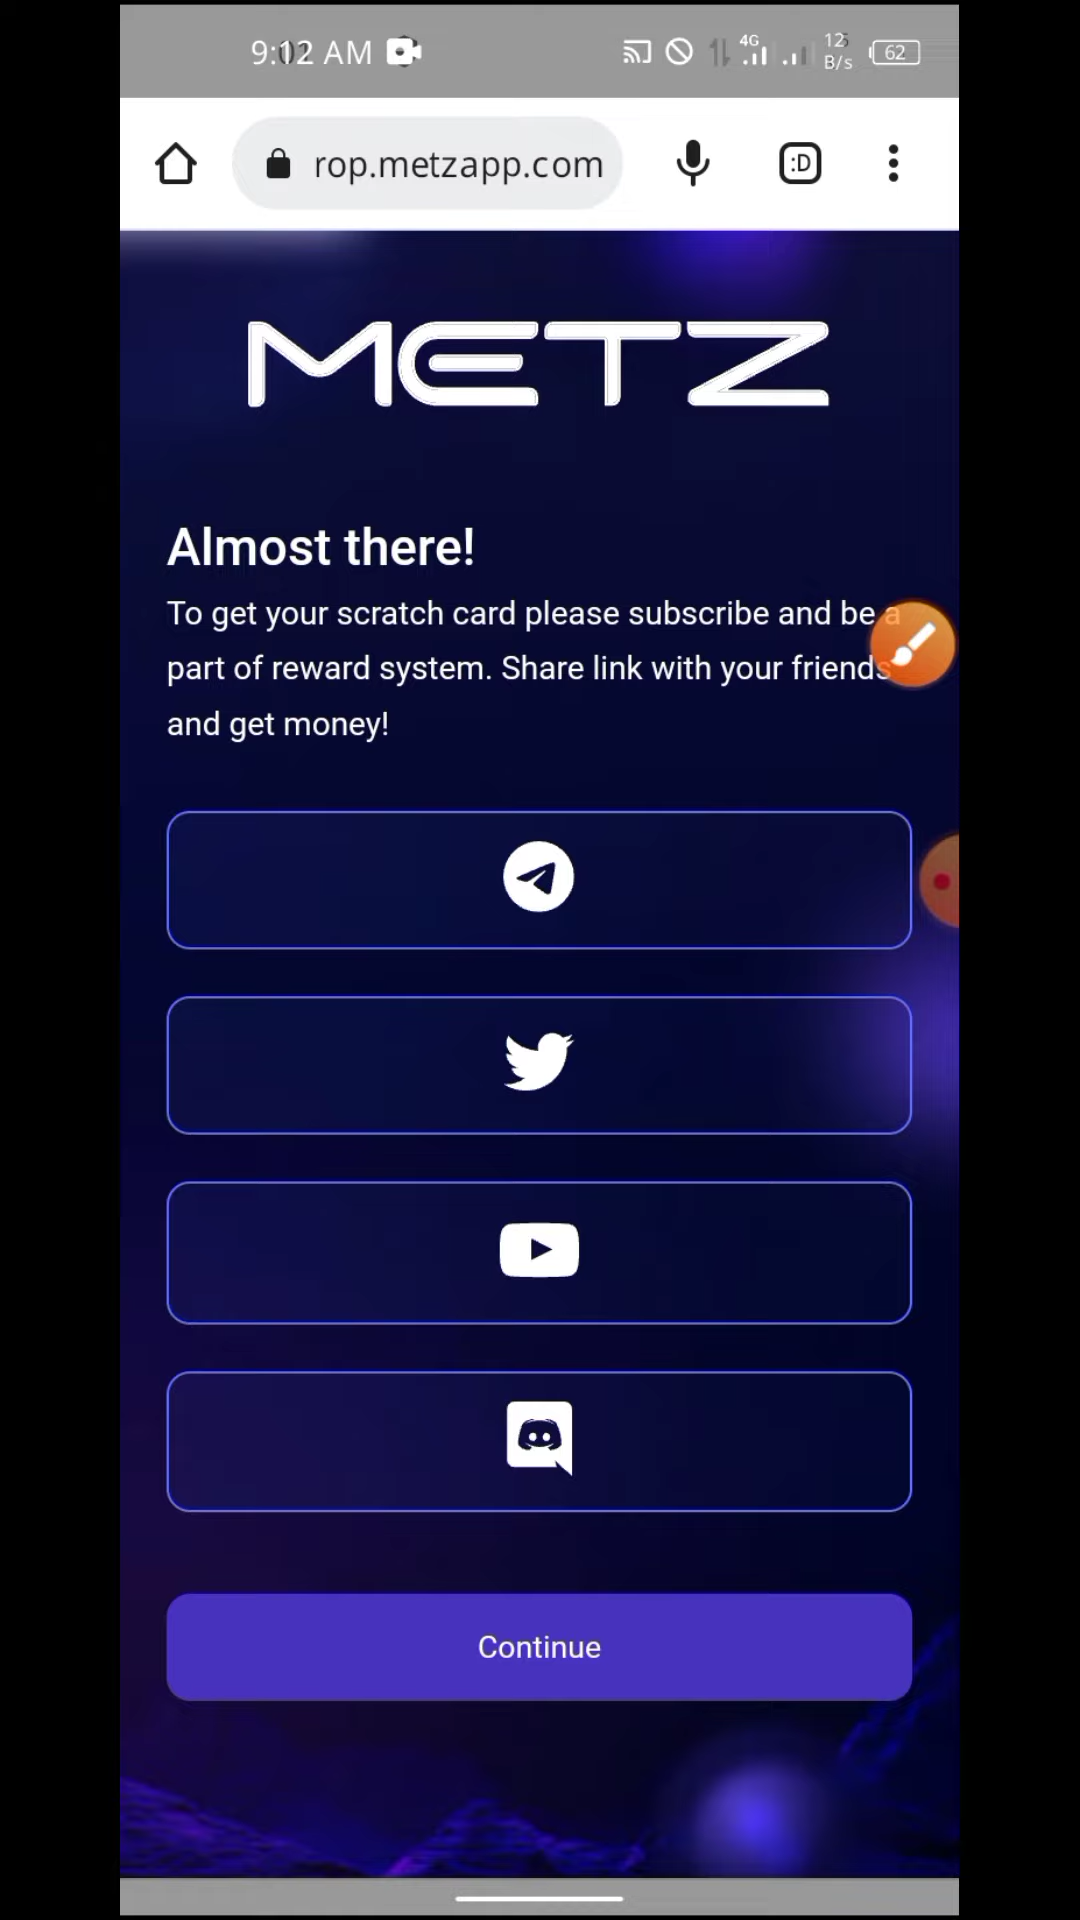 9:12 AM 4G 12 B/s 62
rop.metzapp.com :D
METZ
Almost there!
To get your scratch card please subscribe and be a
part of reward system. Share link with your friends
and get money!
Continue